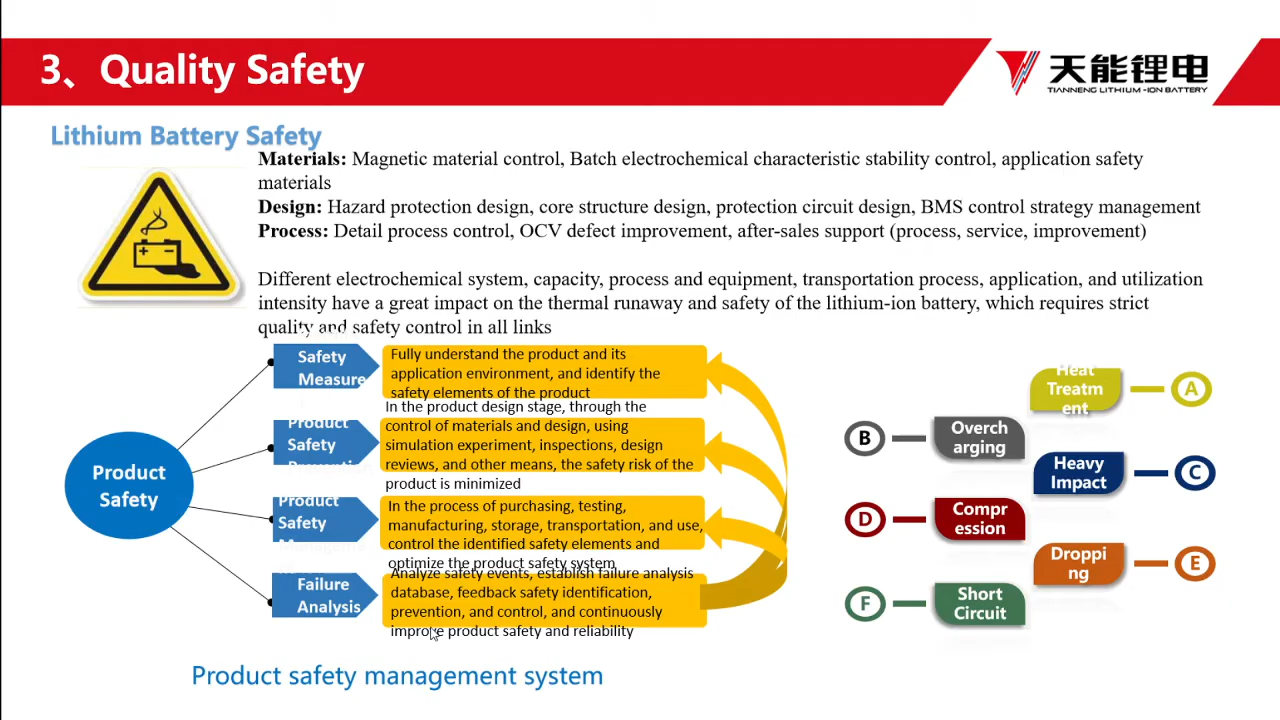 3、Quality Safety
天能锂电
TIANNENG LITHIUM-ION BATTERY
Lithium Battery Safety
Materials: Magnetic material control, Batch electrochemical characteristic stability control, application safety
materials
Design: Hazard protection design, core structure design, protection circuit design, BMS control strategy management
Process: Detail process control, OCV defect improvement, after-sales support (process, service, improvement)
Different electrochemical system, capacity, process and equipment, transportation process, application, and utilization
intensity have a great impact on the thermal runaway and safety of the lithium-ion battery, which requires strict
quality and safety control in all links
Product
Safety
Safety
Measure
Fully understand the product and its
application environment, and identify the
safety elements of the product
Product
Safety
In the product design stage, through the
control of materials and design, using
simulation experiment, inspections, design
reviews, and other means, the safety risk of the
product is minimized
Product
Safety
In the process of purchasing, testing,
manufacturing, storage, transportation, and use,
control the identified safety elements and
optimize the product safety system
Failure
Analysis
Analyze safety events, establish failure analysis
database, feedback safety identification,
prevention, and control, and continuously
improve product safety and reliability
Product safety management system
Heat
Treatm
ent
A
B
Overch
arging
Heavy
Impact
C
D
Compr
ession
Droppi
ng
E
F
Short
Circuit